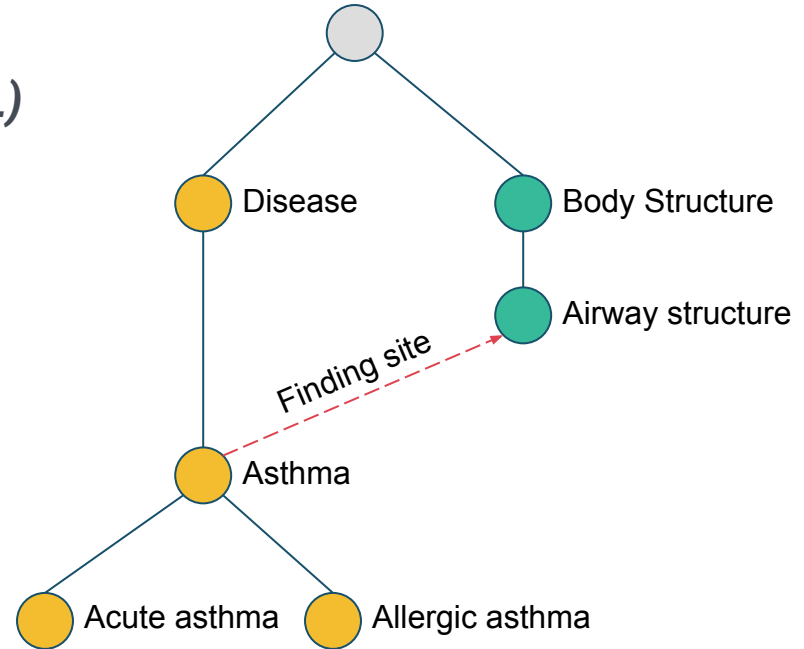 .)
Disease
Body Structure
Airway structure
Finding site
Asthma
Acute asthma
Allergic asthma